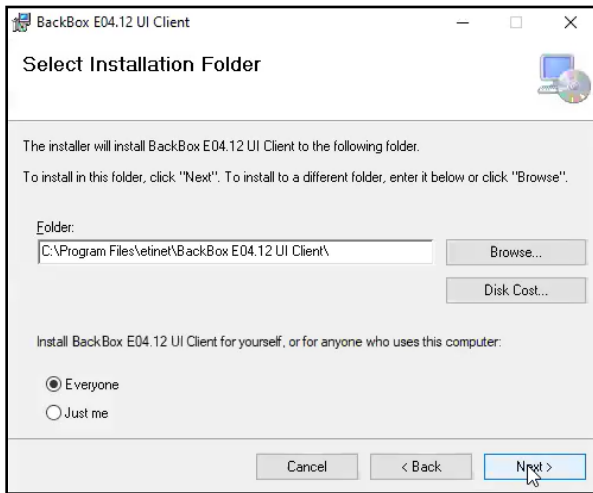 BackBox E04.12 UI Client
Select Installation Folder
The installer will install BackBox E04.12 UI Client to the following folder.
To install in this folder, click "Next". To install to a different folder, enter it below or click "Browse".
Folder:
C:\Program Files\etinet\BackBox E04.12 UI Client\
Browse...
Disk Cost...
Install BackBox E04.12 UI Client for yourself, or for anyone who uses this computer:
Everyone
Just me
Cancel
< Back
Next >